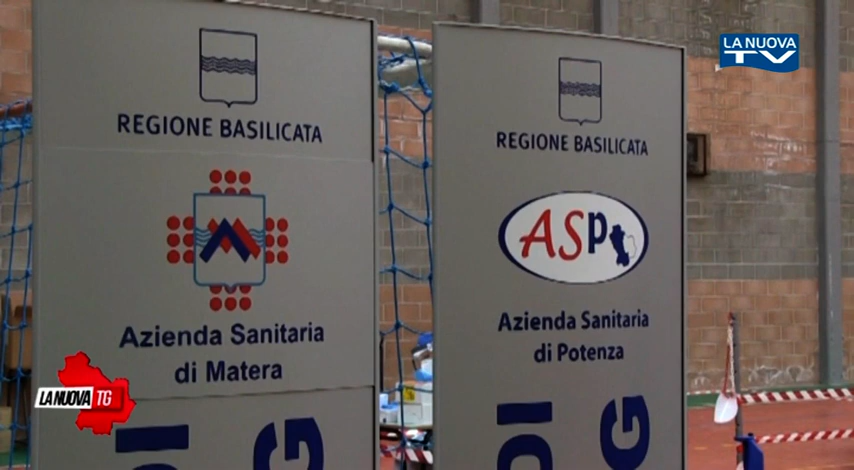 LA NUOVA
TV
REGIONE BASILICATA
Azienda Sanitaria
di Matera
REGIONE BASILICATA
ASP
Azienda Sanitaria
di Potenza
LA NUOVA TG